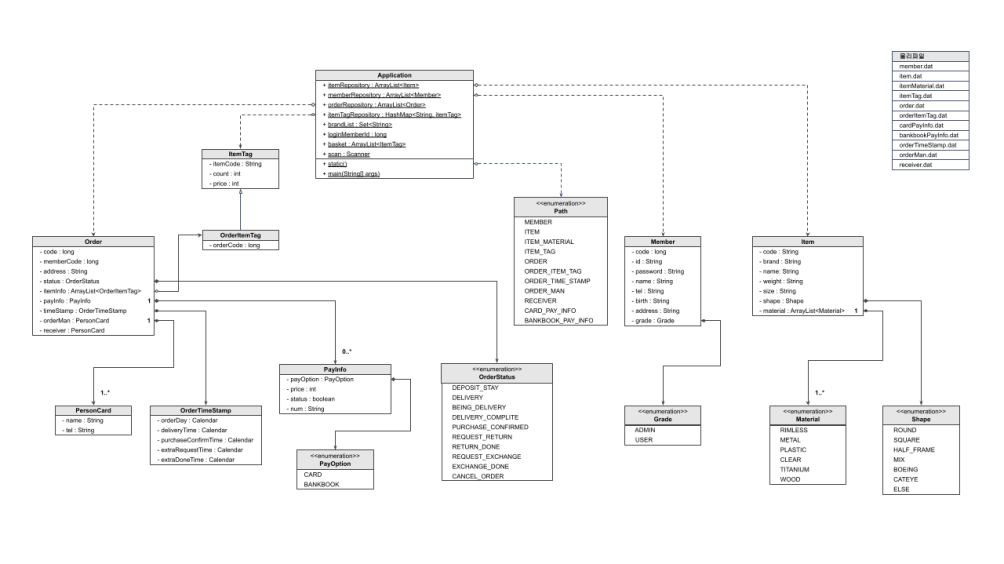 물리파일
member.dat
item.dat
itemMaterial.dat
itemTag.dat
order.dat
orderItemTag.dat
cardPayInfo.dat
bankbookPayInfo.dat
orderTimeStamp.dat
orderMan.dat
receiver.dat
Application
+ itemRepository : ArrayList<Item>
+ memberRepository : ArrayList<Member>
+ orderRepository : ArrayList<Order>
+ itemTagRepository : HashMap<String, itemTag>
+ brandList : Set<String>
+ loginMemberId : long
+ basket : ArrayList<ItemTag>
+ scan : Scanner
+ static()
+ main(String[] args)
ItemTag
- itemCode : String
- count : int
- price : int
OrderItemTag
- orderCode : long
Order
- code : long
- memberCode : long
- address : String
- status : OrderStatus
- itemInfo : ArrayList<OrderItemTag>
- payInfo : PayInfo 1
- timeStamp : OrderTimeStamp
- orderMan : PersonCard 1
- receiver : PersonCard
<<enumeration>>
Path
MEMBER
ITEM
ITEM_MATERIAL
ITEM_TAG
ORDER
ORDER_ITEM_TAG
ORDER_TIME_STAMP
ORDER_MAN
RECEIVER
CARD_PAY_INFO
BANKBOOK_PAY_INFO
Member
- code : long
- id : String
- password : String
- name : String
- tel : String
- birth : String
- address : String
- grade : Grade
Item
- code : String
- brand : String
- name: String
- weight : String
- size : String
- shape : Shape
- material : ArrayList<Material> 1
0..*
PayInfo
- payOption : PayOption
- price : int
- status : boolean
- num : String
<<enumeration>>
OrderStatus
DEPOSIT_STAY
DELIVERY
BEING_DELIVERY
DELIVERY_COMPLITE
PURCHASE_CONFIRMED
REQUEST_RETURN
RETURN_DONE
REQUEST_EXCHANGE
EXCHANGE_DONE
CANCEL_ORDER
1..*
PersonCard
- name : String
- tel : String
OrderTimeStamp
- orderDay : Calendar
- deliveryTime : Calendar
- purchaseConfirmTime : Calendar
- extraRequestTime : Calendar
- extraDoneTime : Calendar
<<enumeration>>
PayOption
CARD
BANKBOOK
<<enumeration>>
Grade
ADMIN
USER
1..*
<<enumeration>>
Material
RIMLESS
METAL
PLASTIC
CLEAR
TITANIUM
WOOD
<<enumeration>>
Shape
ROUND
SQUARE
HALF_FRAME
MIX
BOEING
CATEYE
ELSE